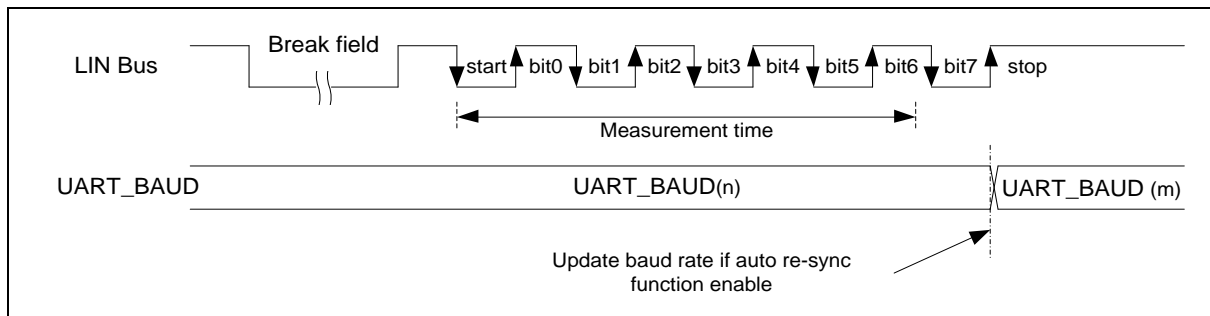 LIN Bus
Break field
start bit0 bit1 bit2 bit3 bit4 bit5 bit6 bit7 stop
Measurement time
UART_BAUD
UART_BAUD(n)
UART_BAUD (m)
Update baud rate if auto re-sync
function enable